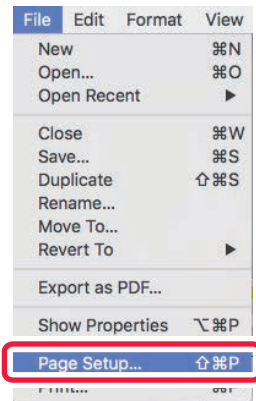 File Edit Format View
New ⌘N
Open... ⌘O
Open Recent ▶
Close ⌘W
Save... ⌘S
Duplicate ⇧⌘S
Rename...
Move To...
Revert To ▶
Export as PDF...
Show Properties ⌥⌘P
Page Setup... ⇧⌘P
Print... ⌘P